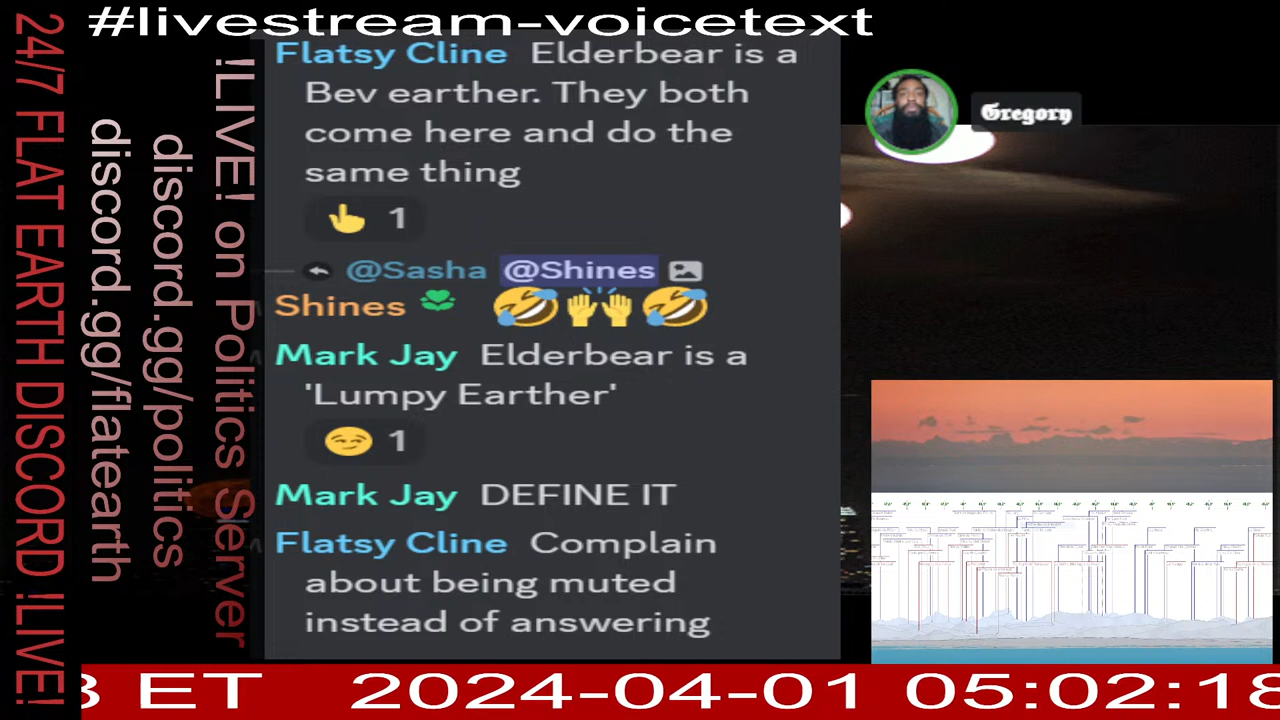 #livestream-voicetext
24/7 FLAT EARTH DISCORD !LIVE!
discord.gg/flatearth
discord.gg/politics
!LIVE! on Politics Server
Flatsy Cline Elderbear is a
Bev earther. They both
come here and do the
same thing
👆 1
@Sasha @Shines
Shines 🤣🙌🤣
Mark Jay Elderbear is a
'Lumpy Earther'
😏 1
Mark Jay DEFINE IT
Flatsy Cline Complain
about being muted
instead of answering
Gregory
ET 2024-04-01 05:02:18